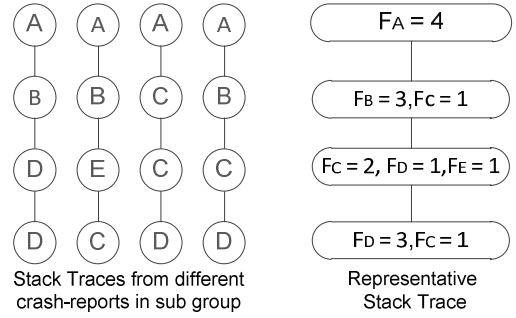 A A A A FA = 4
B B C B FB = 3,FC = 1
D E C C FC = 2, FD = 1,FE = 1
D C D D FD = 3,FC = 1
Stack Traces from different
crash-reports in sub group
Representative
Stack Trace